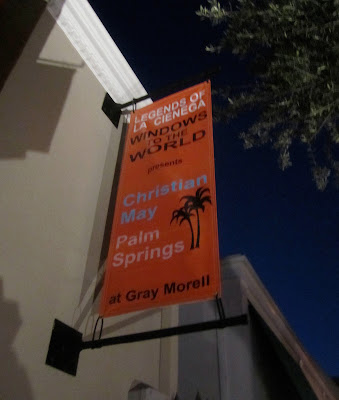 LEGENDS OF
LA CIENEGA
WINDOWS
TO THE
WORLD
presents
Christian
May
Palm
Springs
at Gray Morell